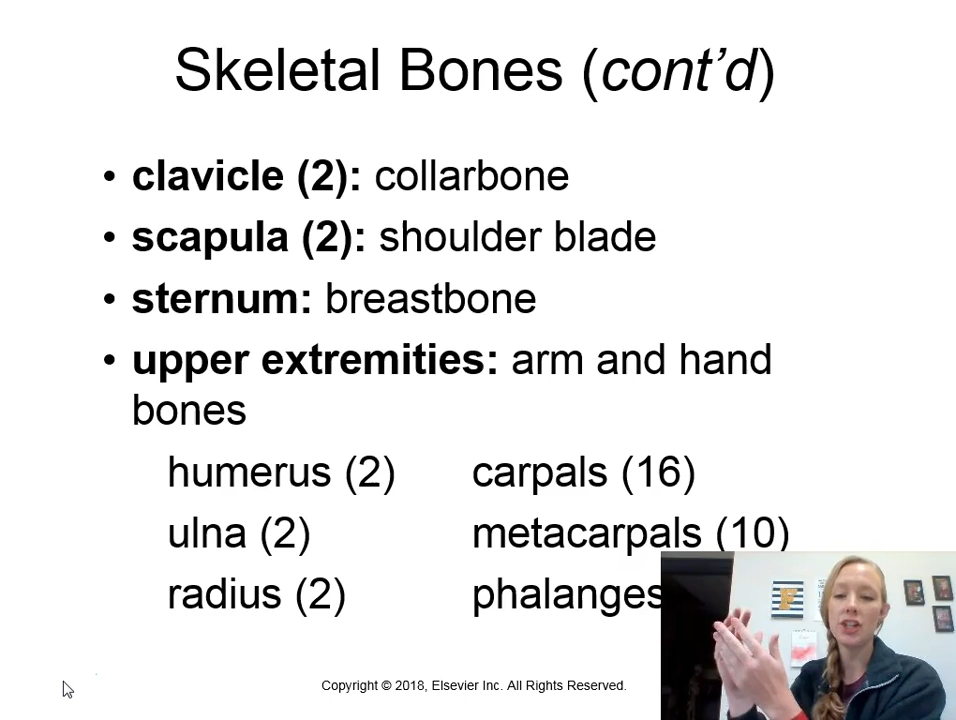 Skeletal Bones (cont’d)
• clavicle (2): collarbone
• scapula (2): shoulder blade
• sternum: breastbone
• upper extremities: arm and hand
bones
humerus (2) carpals (16)
ulna (2) metacarpals (10)
radius (2) phalanges
F
Copyright © 2018, Elsevier Inc. All Rights Reserved.